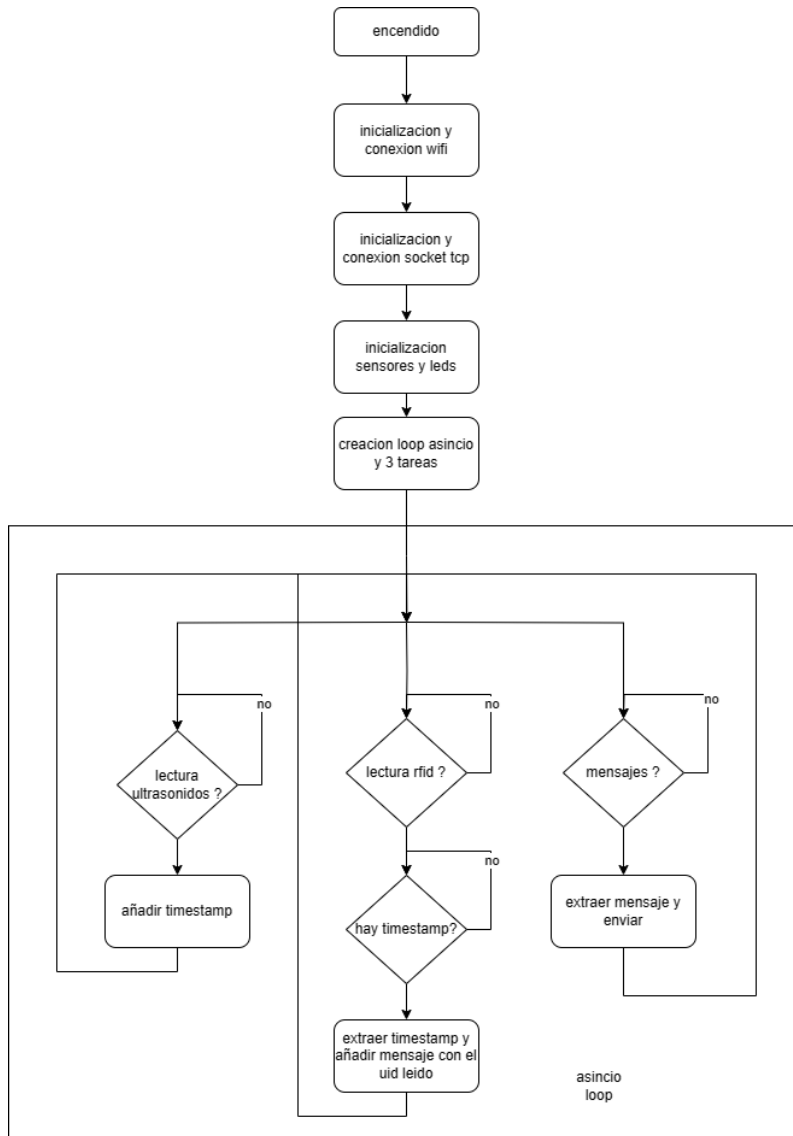 encendido
inicializacion y
conexion wifi
inicializacion y
conexion socket tcp
inicializacion
sensores y leds
creacion loop asincio
y 3 tareas
no
no
no
lectura
ultrasonidos ?
lectura rfid ?
mensajes ?
no
añadir timestamp
hay timestamp?
extraer mensaje y
enviar
extraer timestamp y
añadir mensaje con el
uid leido
asincio
loop